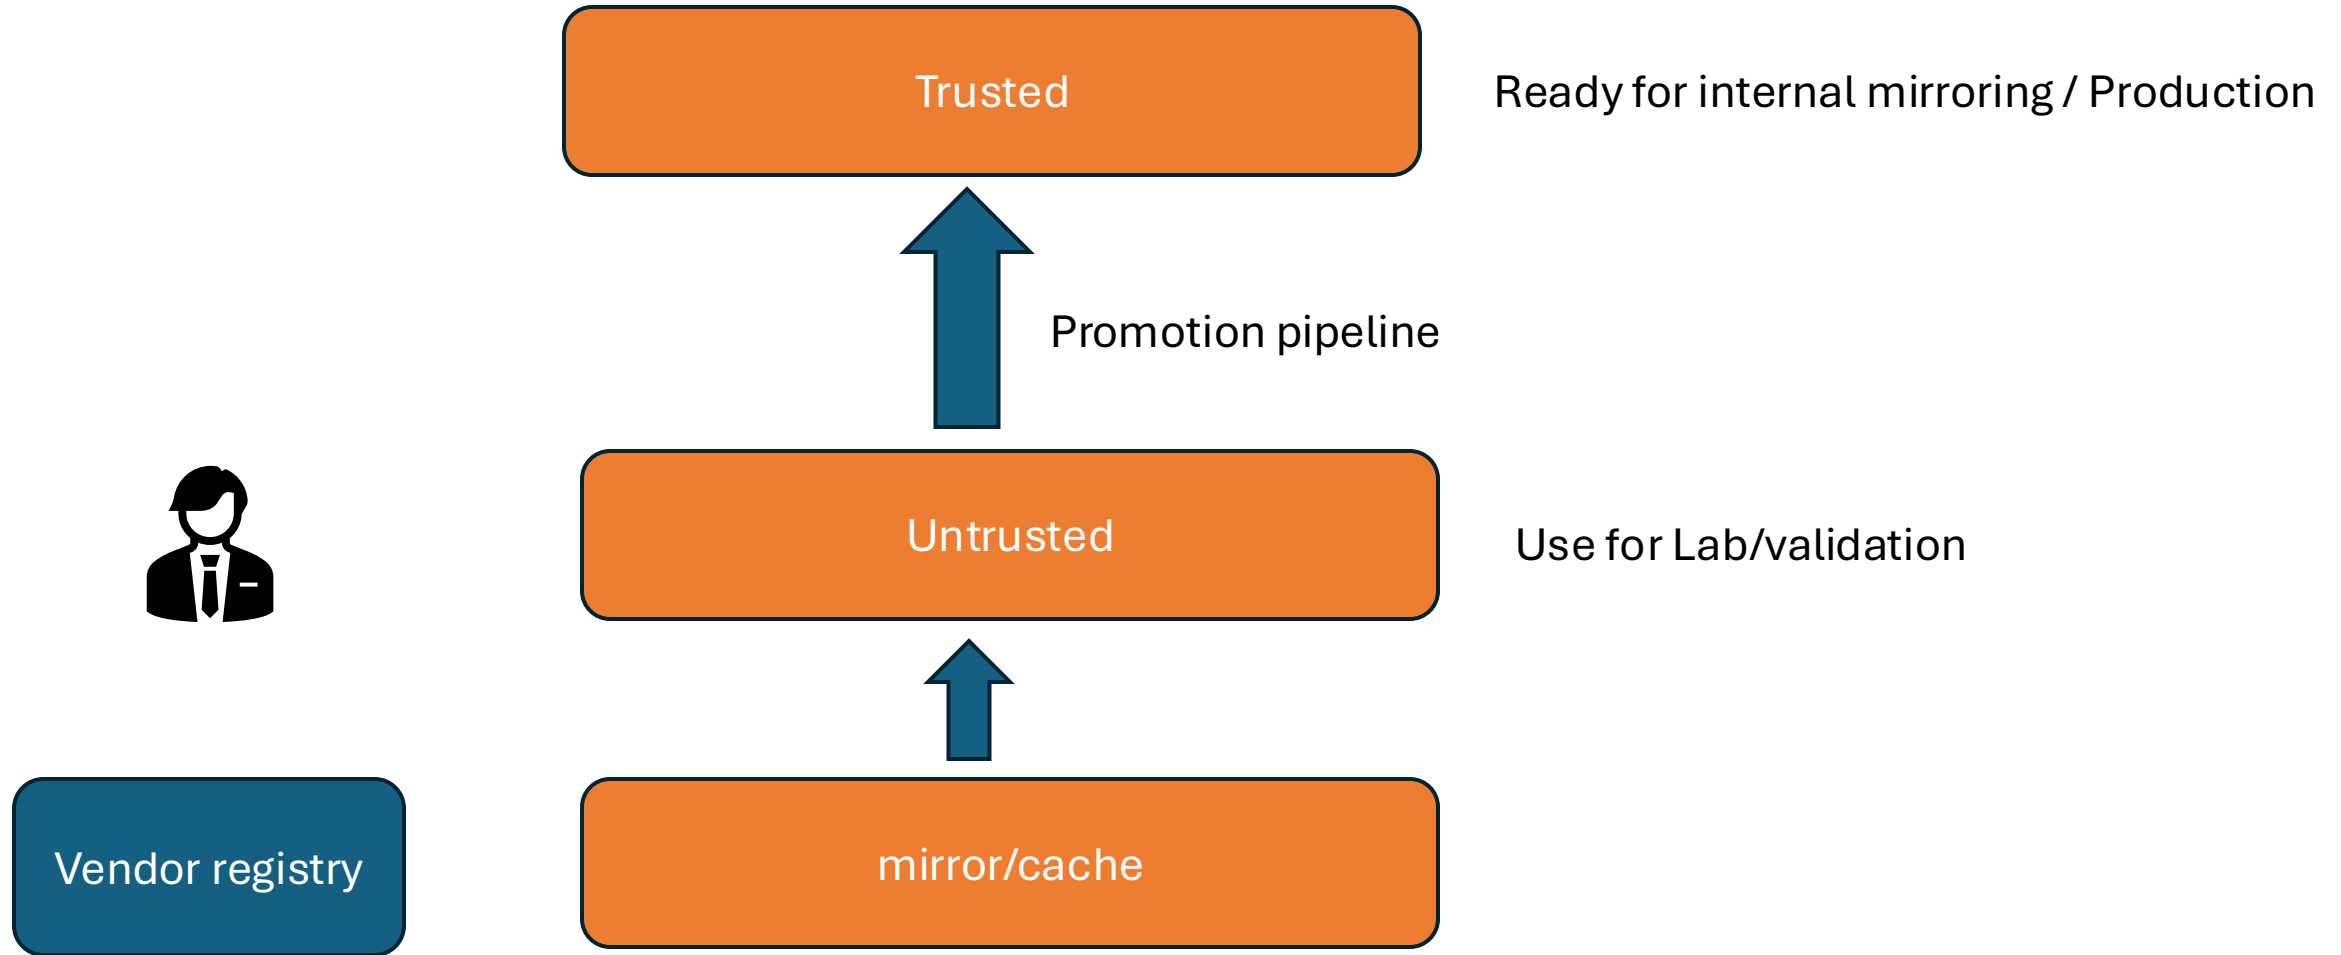 Trusted
Ready for internal mirroring / Production
Promotion pipeline
Untrusted
Use for Lab/validation
Vendor registry
mirror/cache